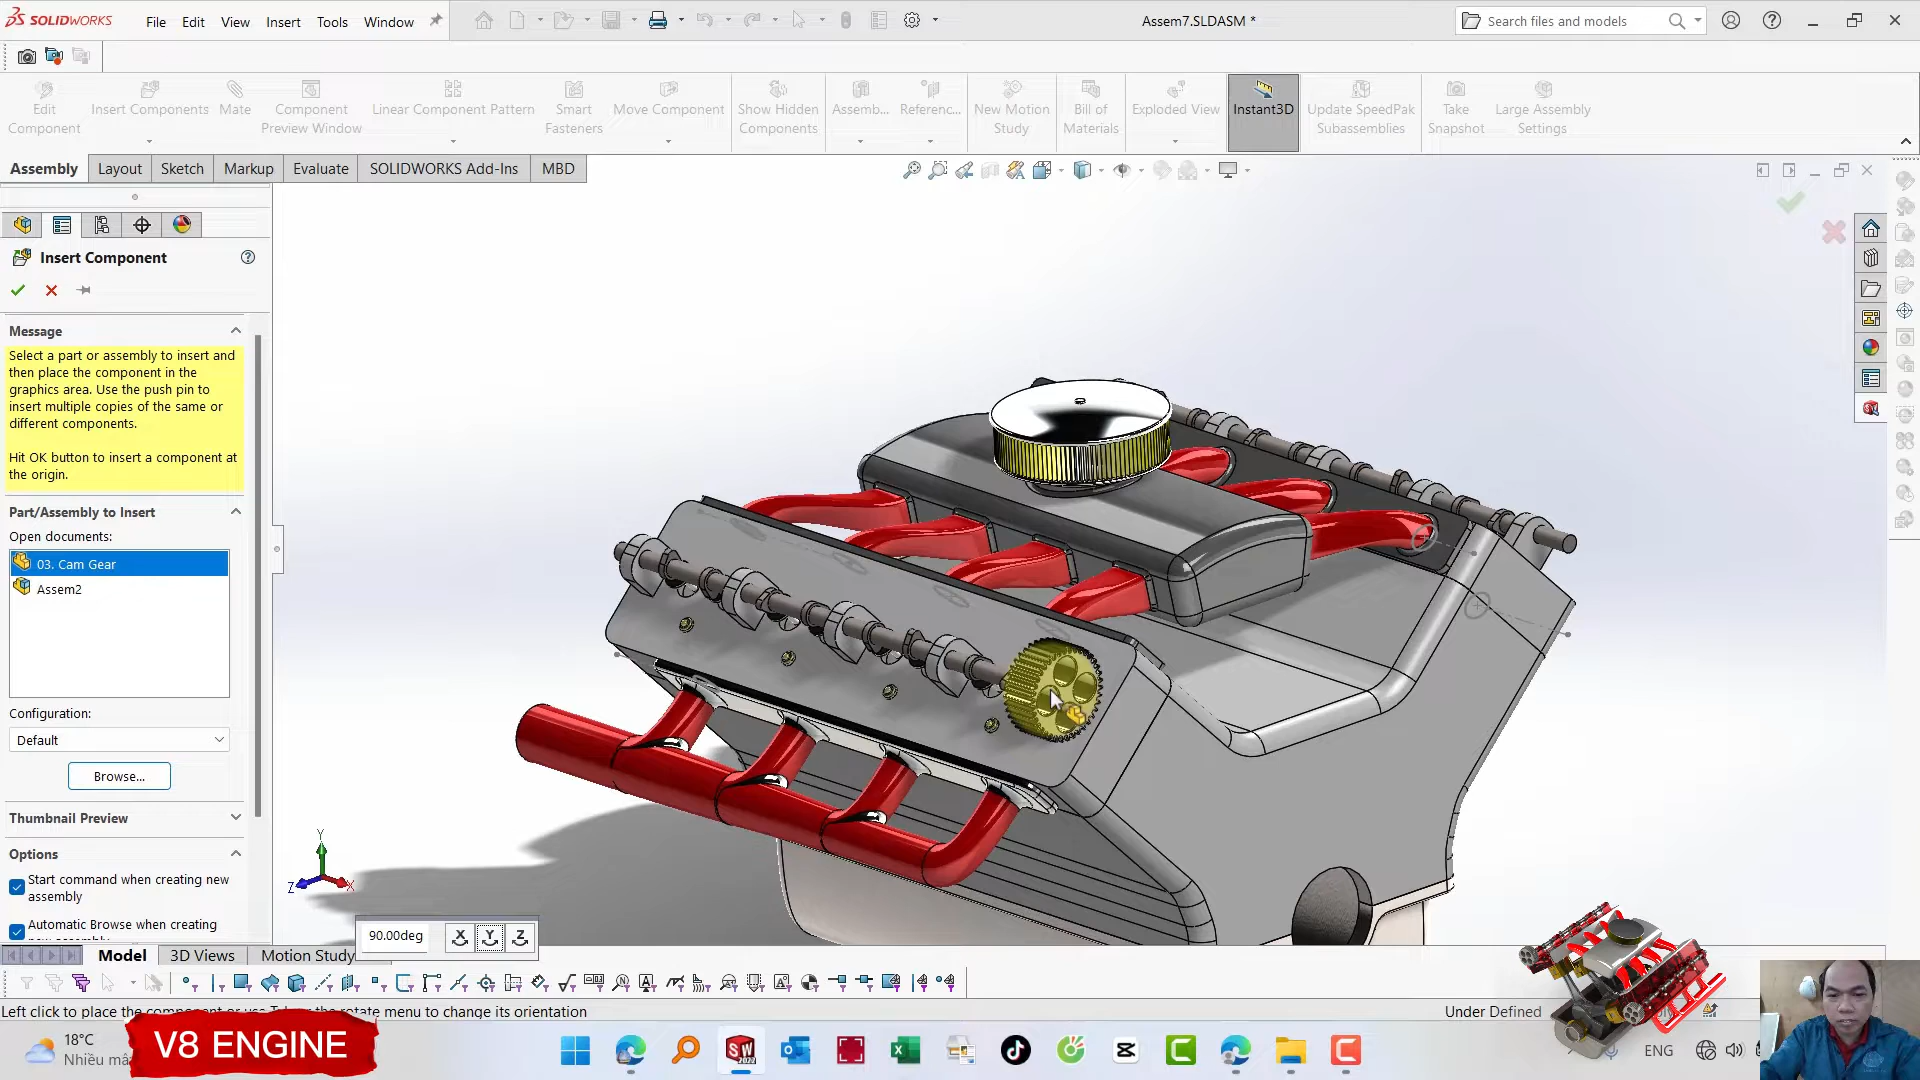 SOLIDWORKS
File Edit View Insert Tools Window
Assem7.SLDASM *
Search files and models
Edit Component
Insert Components
Mate
Component Preview Window
Linear Component Pattern
Smart Fasteners
Move Component
Show Hidden Components
Assemb...
Referenc...
New Motion Study
Bill of Materials
Exploded View
Instant3D
Update SpeedPak Subassemblies
Take Snapshot
Large Assembly Settings
Assembly Layout Sketch Markup Evaluate SOLIDWORKS Add-Ins MBD
Insert Component
Message
Select a part or assembly to insert and
then place the component in the
graphics area. Use the push pin to
insert multiple copies of the same or
different components.
Hit OK button to insert a component at
the origin.
Part/Assembly to Insert
Open documents:
03. Cam Gear
Assem2
Configuration:
Default
Browse...
Thumbnail Preview
Options
Start command when creating new
assembly
Automatic Browse when creating
Y
Z
X
90.00deg
X Y Z
Model 3D Views Motion Study
Left click to place the
to change its orientation
Under Defined
18°C
Nhiều
V8 ENGINE
ENG